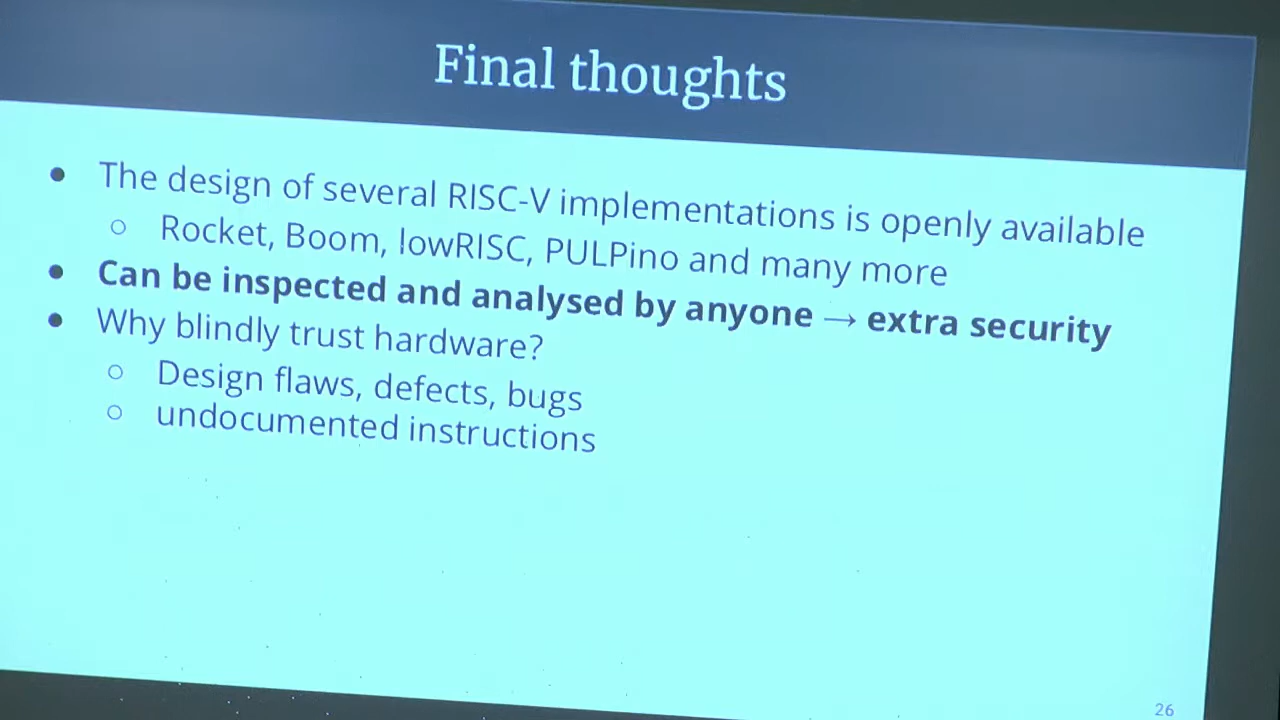 Final thoughts
● The design of several RISC-V implementations is openly available
○ Rocket, Boom, lowRISC, PULPino and many more
● Can be inspected and analysed by anyone → extra security
● Why blindly trust hardware?
○ Design flaws, defects, bugs
○ undocumented instructions
26